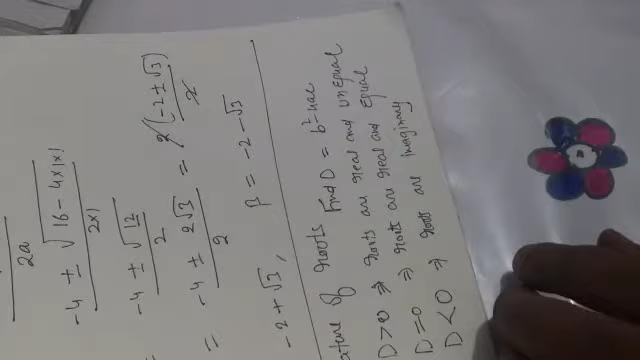 2a
-4 ± √16 - 4×1×1
2×1
-4 ± √12
2
= -4 ± 2√3 = 2(-2 ± √3)
2 2
-2 + √3, β = -2 - √3
ature of roots Find D = b²-4ac
D>0 ⇒ roots are real and unequal
D=0 ⇒ roots are real and equal
D<0 ⇒ roots are imaginary